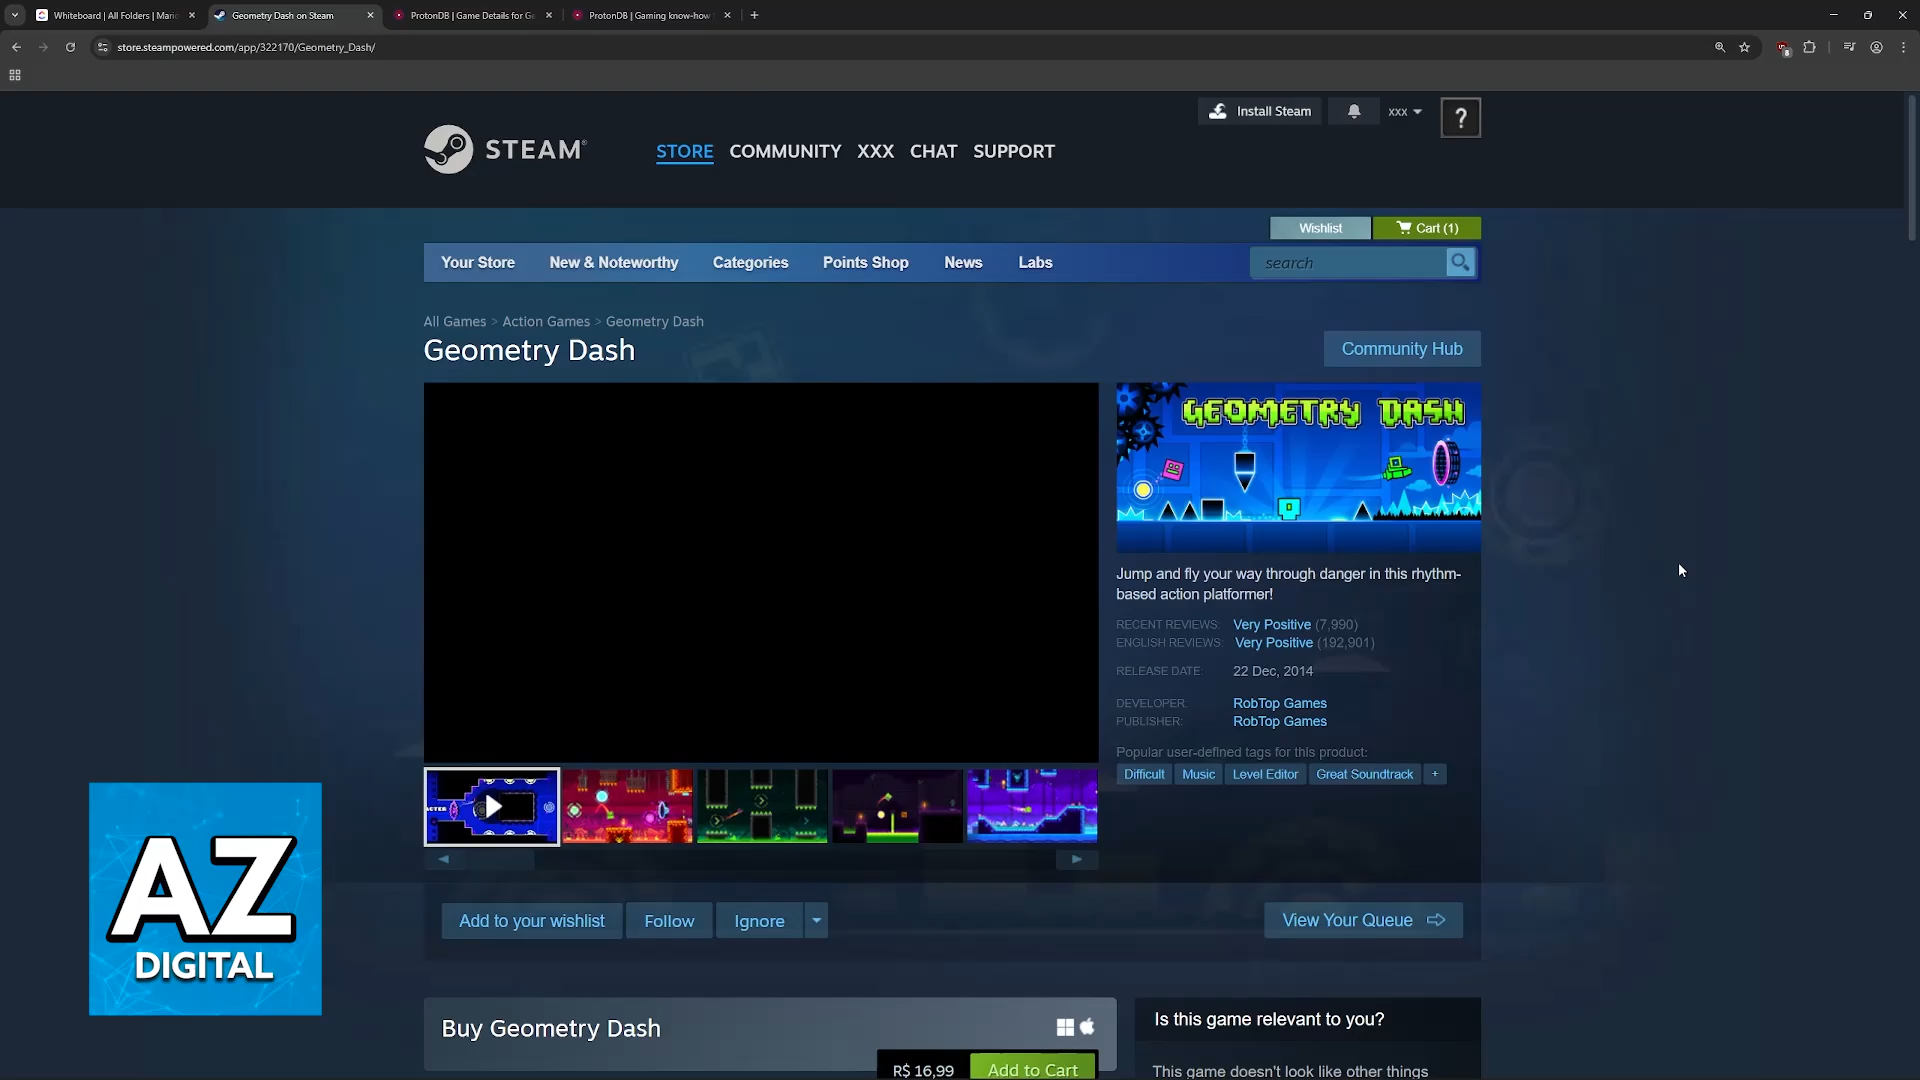 Whiteboard | All Folders | Mario
Geometry Dash on Steam
ProtonDB | Game Details for Ge
ProtonDB | Gaming know-how
store.steampowered.com/app/322170/Geometry_Dash/
8
Install Steam
xxx
?
STEAM®
STORE
COMMUNITY
XXX
CHAT
SUPPORT
Wishlist
Cart (1)
Your Store
New & Noteworthy
Categories
Points Shop
News
Labs
search
All Games > Action Games > Geometry Dash
Geometry Dash
Community Hub
GEOMETRY DASH
Jump and fly your way through danger in this rhythm-
based action platformer!
RECENT REVIEWS: Very Positive (7,990)
ENGLISH REVIEWS: Very Positive (192,901)
RELEASE DATE: 22 Dec, 2014
DEVELOPER: RobTop Games
PUBLISHER: RobTop Games
Popular user-defined tags for this product:
Difficult
Music
Level Editor
Great Soundtrack
+
Add to your wishlist
Follow
Ignore
View Your Queue
AZ
DIGITAL
Buy Geometry Dash
R$ 16,99
Add to Cart
Is this game relevant to you?
This game doesn't look like other things